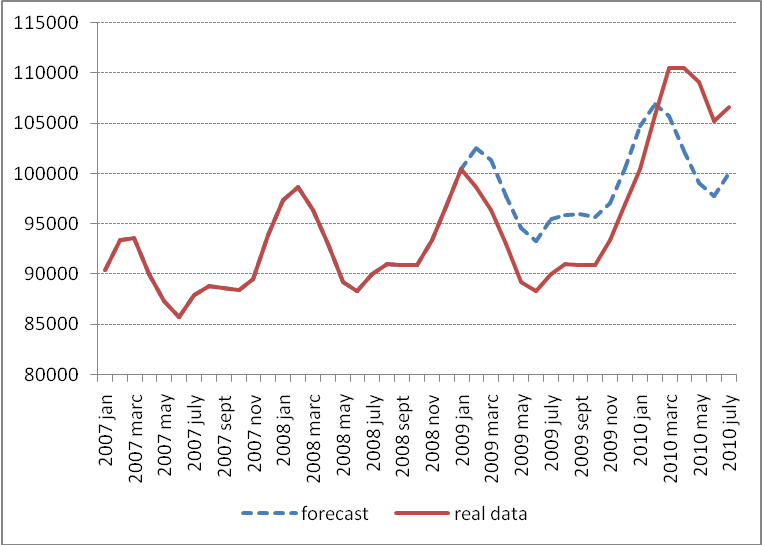 115000
110000
105000
100000
95000
90000
85000
80000
2007 jan
2007 marc
2007 may
2007 july
2007 sept
2007 nov
2008 jan
2008 marc
2008 may
2008 july
2008 sept
2008 nov
2009 jan
2009 marc
2009 may
2009 july
2009 sept
2009 nov
2010 jan
2010 marc
2010 may
2010 july
forecast real data